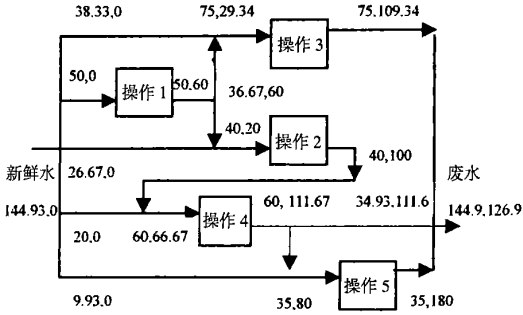 38.33,0 75,29.34 75,109.34
操作3
50,0 50,60
操作1 36.67,60
40,20 操作2
40,100
新鲜水 26.67,0 废水
60, 111.67 34.93,111.6
144.93,0 操作4 144.9,126.9
20,0 60,66.67
操作5
9.93,0 35,80 35,180